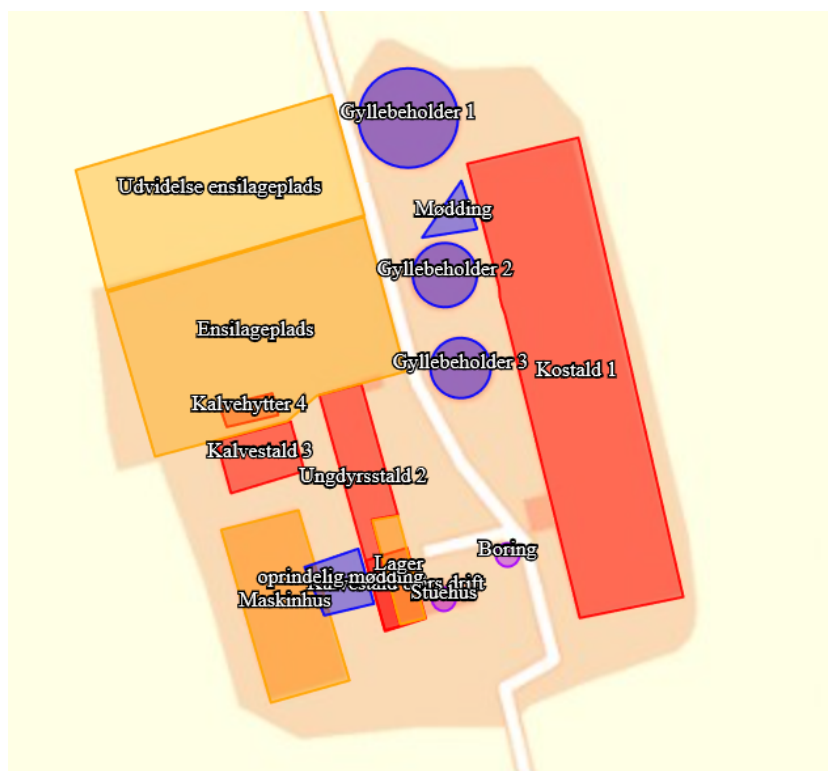 Gyllebeholder 1
Udvidelse ensilageplads
Mødding
Gyllebeholder 2
Ensilageplads
Gyllebeholder 3
Kostald 1
Kalvehytter 4
Kalvestald 3
Ungdyrsstald 2
Boring
Lager
oprindelig mødding
drift
Stuehus
Maskinhus